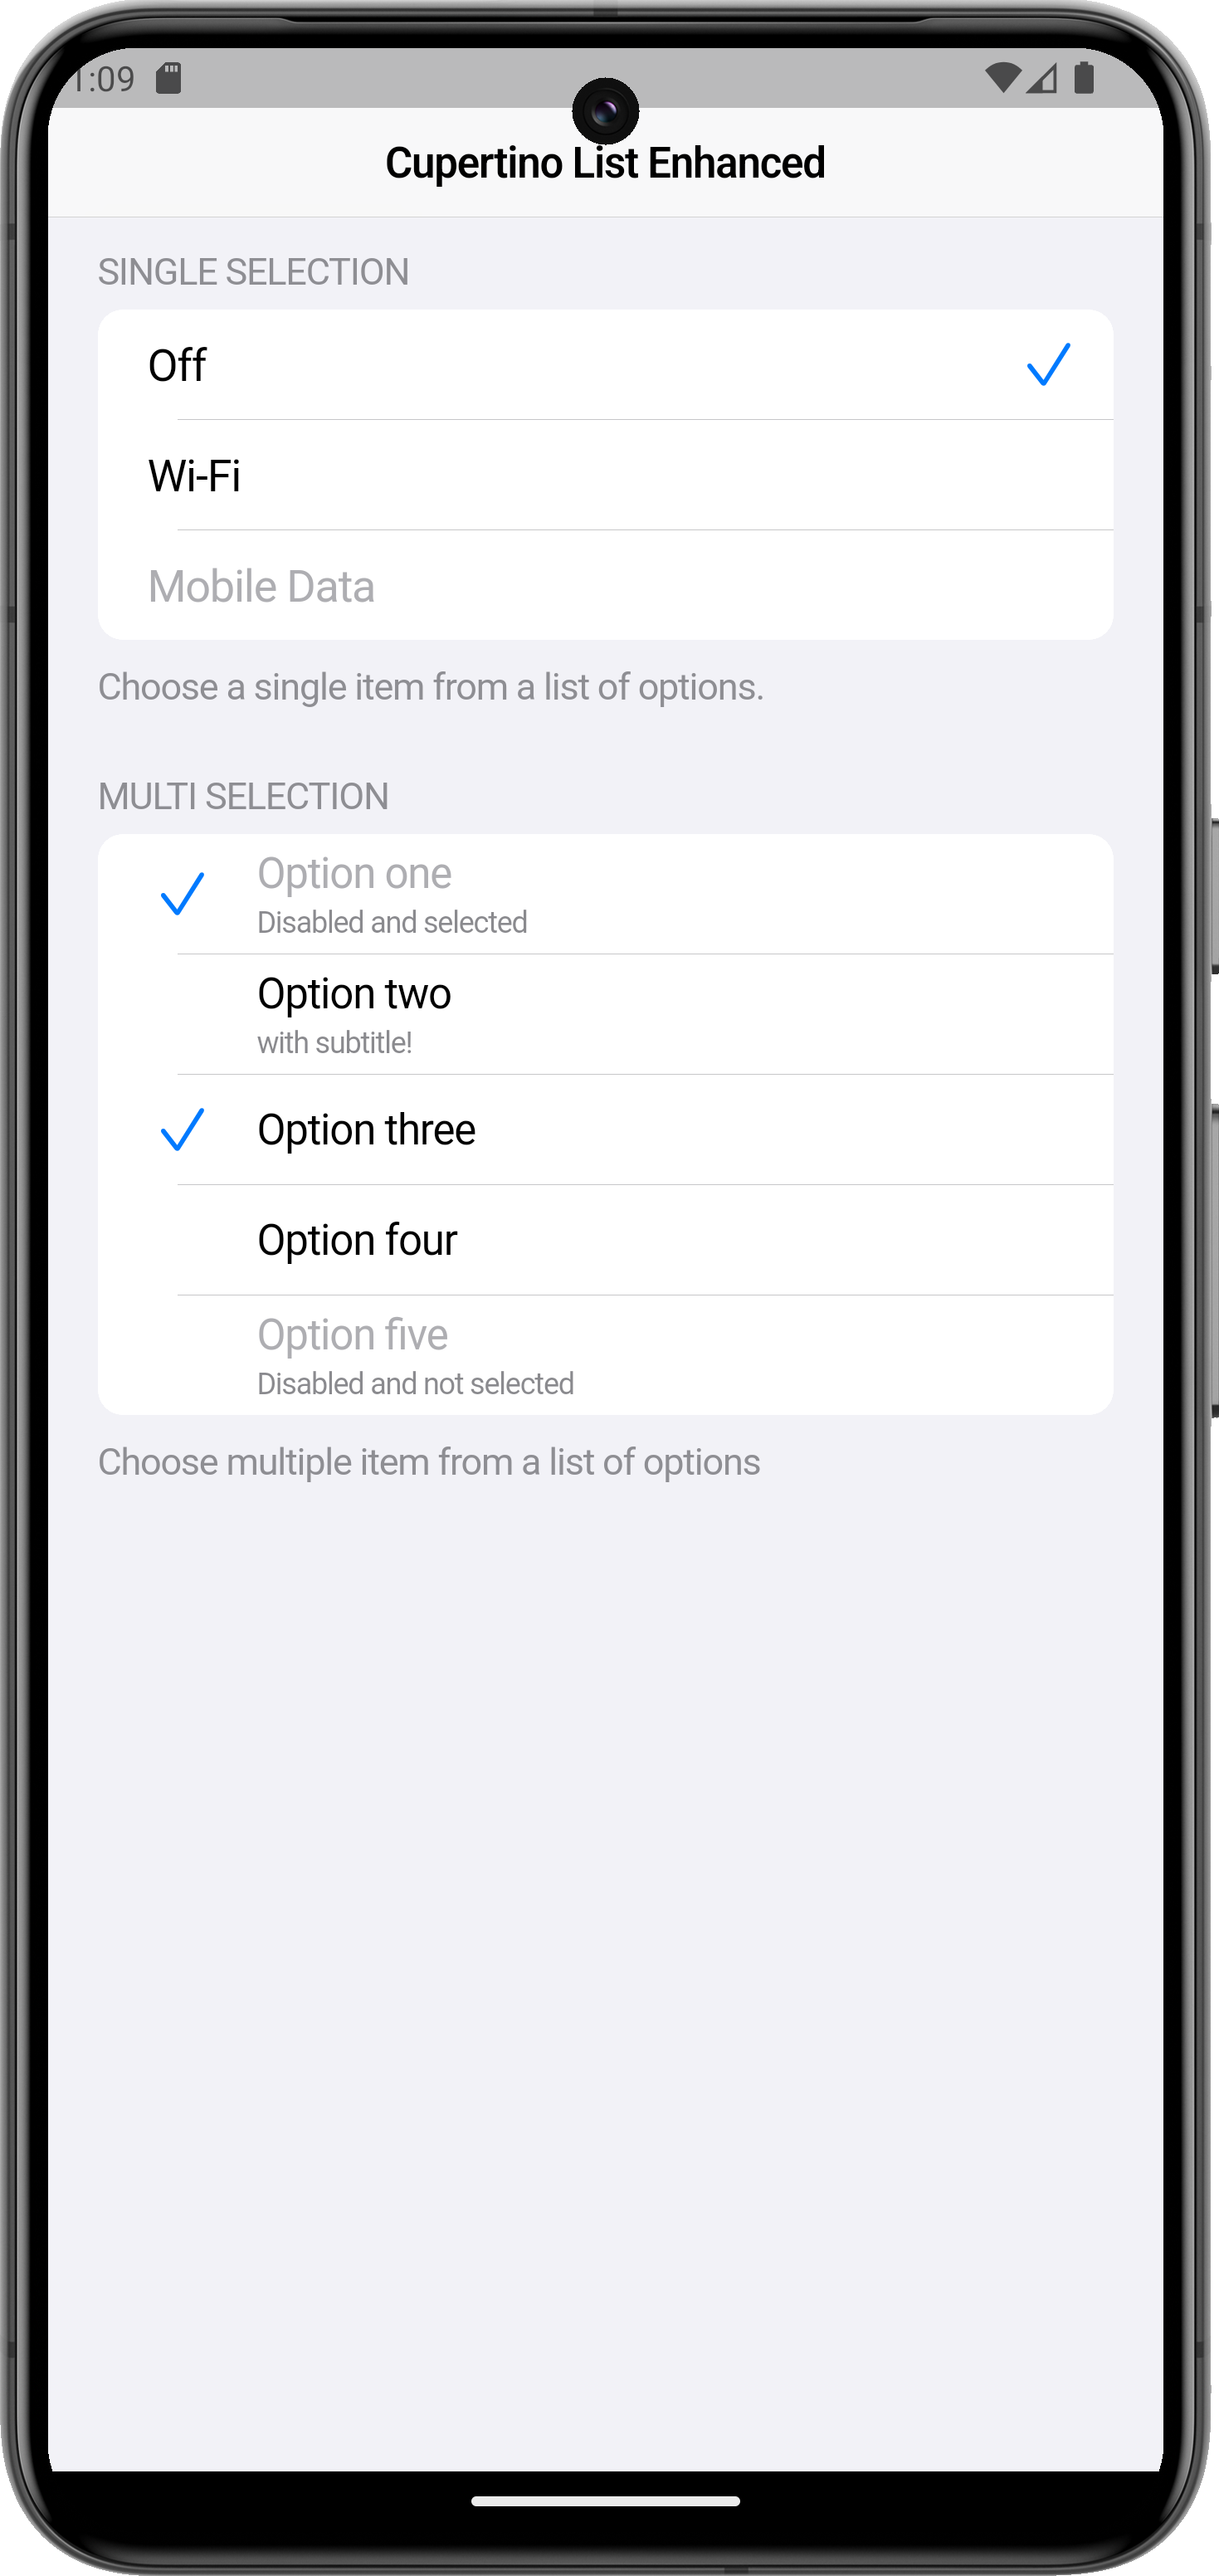 1:09
Cupertino List Enhanced
SINGLE SELECTION
Off
Wi-Fi
Mobile Data
Choose a single item from a list of options.
MULTI SELECTION
Option one
Disabled and selected
Option two
with subtitle!
Option three
Option four
Option five
Disabled and not selected
Choose multiple item from a list of options